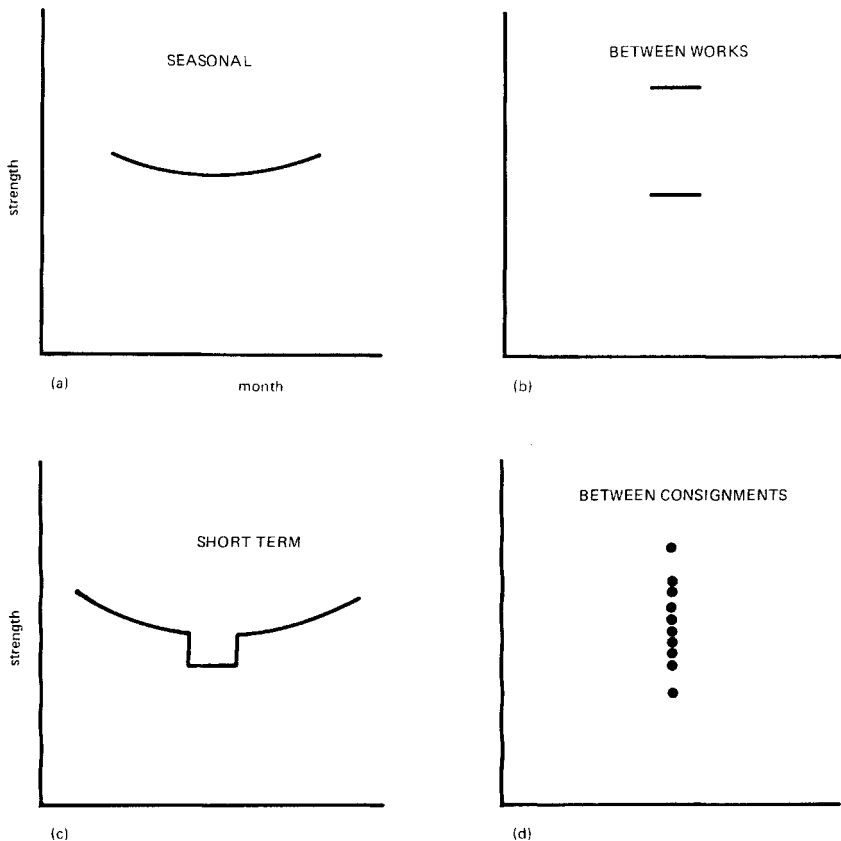 SEASONAL
strength
(a)
month
BETWEEN WORKS
(b)
SHORT TERM
strength
(c)
BETWEEN CONSIGNMENTS
(d)